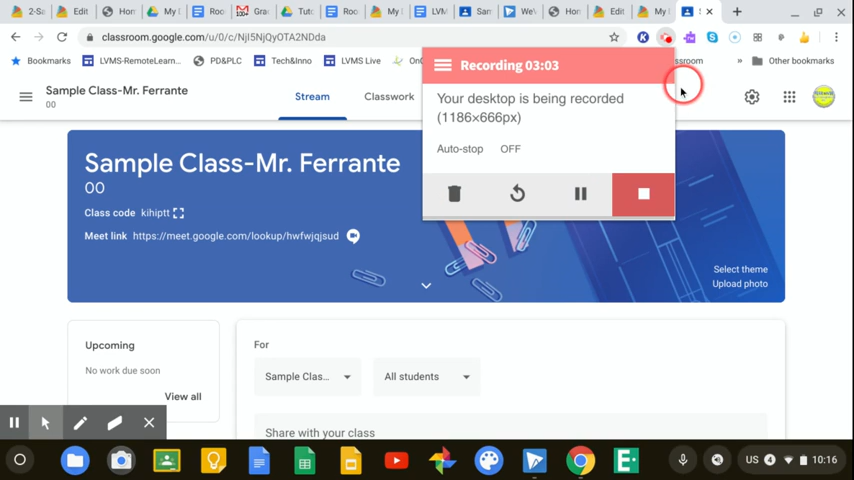 2-Sa
Edit
Hom
My D
Roo
100+
Gra
Tuto
Roo
My
LVM
San
We'\
Hon
Edit
My I
S
classroom.google.com/u/0/c/NjI5NjQyOTA2NDda
Bookmarks
LVMS-RemoteLearn...
PD&PLC
Tech&Inno
LVMS Live
ssroom
»
Other bookmarks
Recording 03:03
Your desktop is being recorded
(1186×666px)
Auto-stop OFF
Sample Class-Mr. Ferrante
00
Stream
Classwork
Sample Class-Mr. Ferrante
00
Class code kihiptt
Meet link https://meet.google.com/lookup/hwfwjqjsud
Select theme
Upload photo
Upcoming
No work due soon
View all
For
Sample Clas...
All students
Share with your class
US 4 10:16